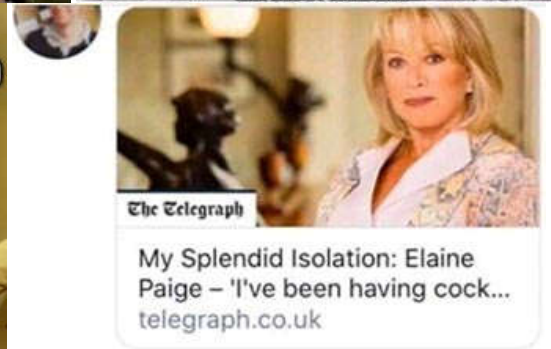 The Telegraph
My Splendid Isolation: Elaine
Paige – 'I've been having cock...
telegraph.co.uk